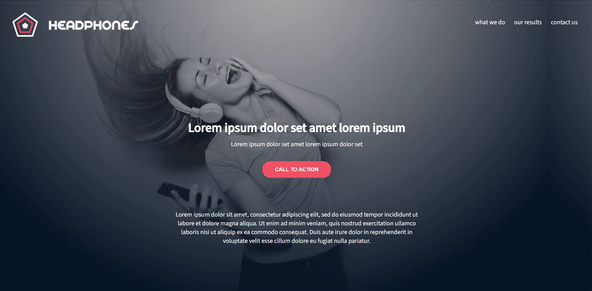 HEADPHONES
what we do
our results
contact us
Lorem ipsum dolor set amet lorem ipsum
Lorem ipsum dolor set amet lorem ipsum dolor set
CALL TO ACTION
Lorem ipsum dolor sit amet, consectetur adipiscing elit, sed do eiusmod tempor incididunt ut
labore et dolore magna aliqua. Ut enim ad minim veniam, quis nostrud exercitation ullamco
laboris nisi ut aliquip ex ea commodo consequat. Duis aute irure dolor in reprehenderit in
voluptate velit esse cillum dolore eu fugiat nulla pariatur.